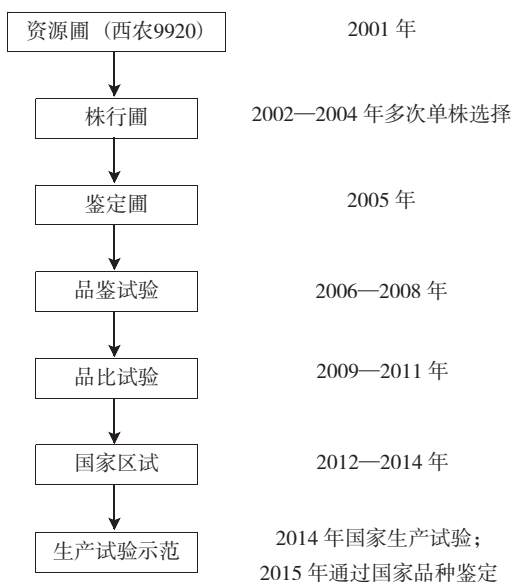 资源圃（西农9920） 2001 年
株行圃 2002—2004 年多次单株选择
鉴定圃 2005 年
品鉴试验 2006—2008 年
品比试验 2009—2011 年
国家区试 2012—2014 年
生产试验示范 2014 年国家生产试验；
2015 年通过国家品种鉴定